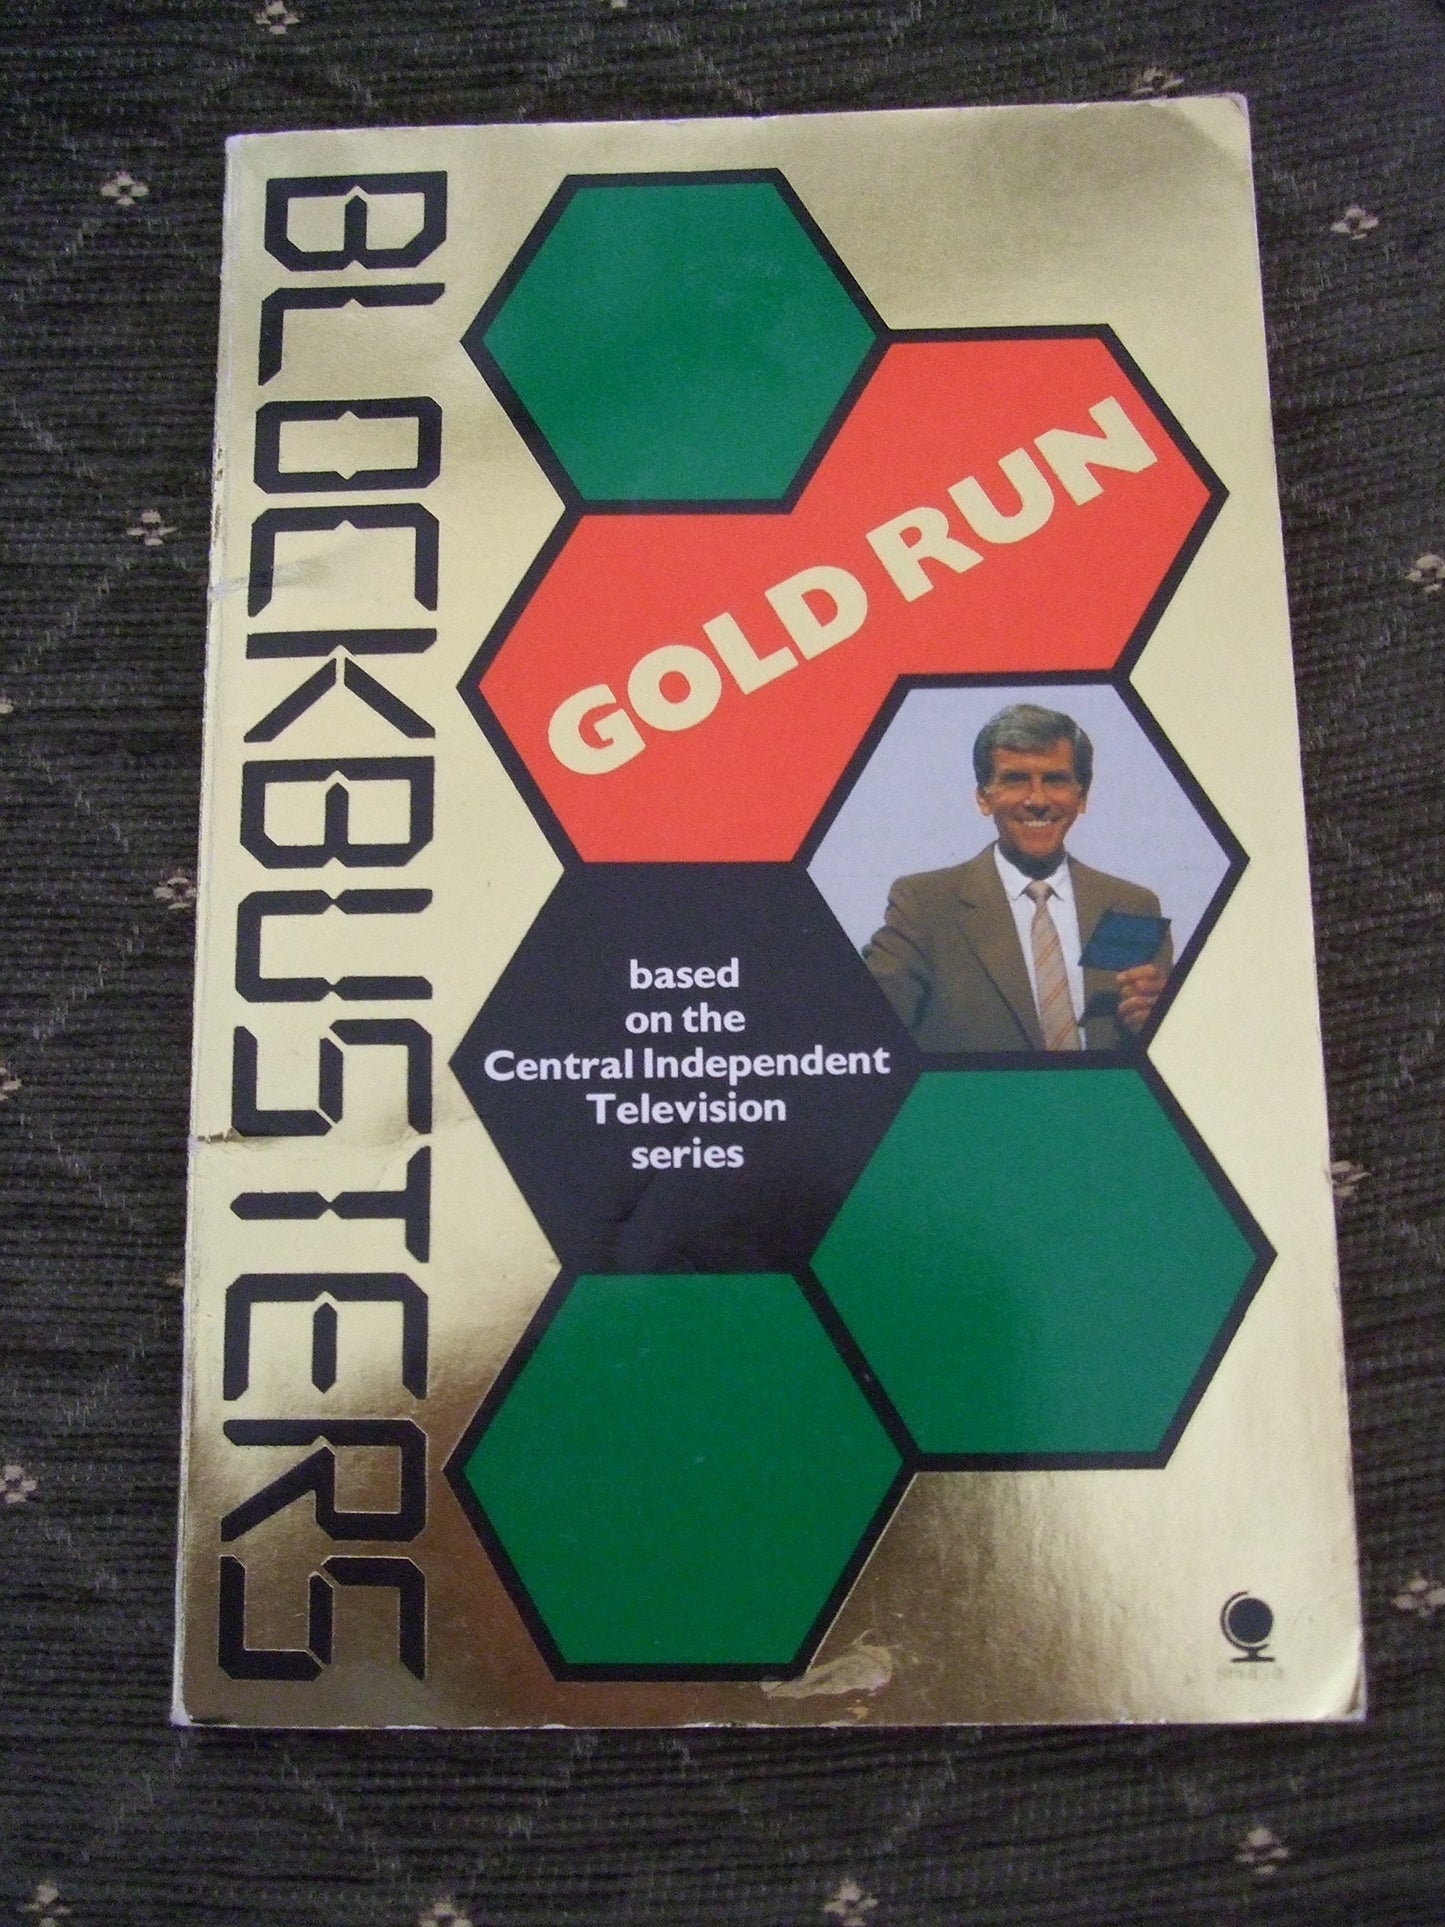 BLOCKBUSTERS
GOLD RUN
based
on the
Central Independent
Television
series